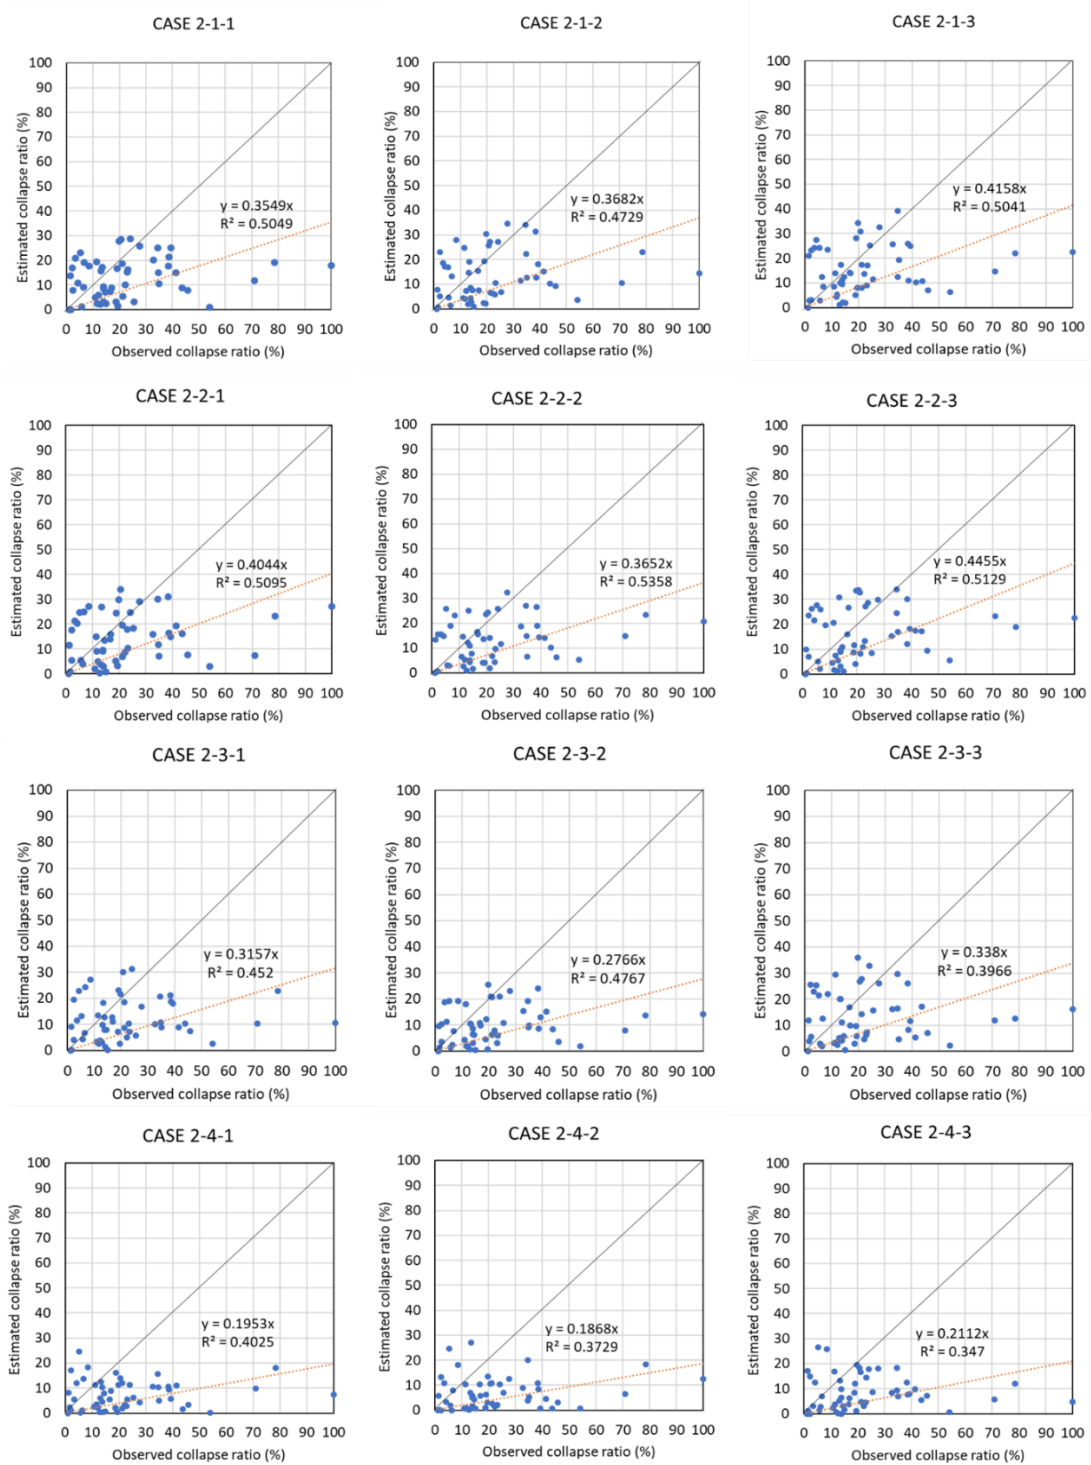 CASE 2-1-1
Estimated collapse ratio (%)
100
90
80
70
60
50
40
30
20
10
0
y = 0.3549x
R² = 0.5049
0 10 20 30 40 50 60 70 80 90 100
Observed collapse ratio (%)
CASE 2-1-2
Estimated collapse ratio (%)
100
90
80
70
60
50
40
30
20
10
0
y = 0.3682x
R² = 0.4729
0 10 20 30 40 50 60 70 80 90 100
Observed collapse ratio (%)
CASE 2-1-3
Estimated collapse ratio (%)
100
90
80
70
60
50
40
30
20
10
0
y = 0.4158x
R² = 0.5041
0 10 20 30 40 50 60 70 80 90 100
Observed collapse ratio (%)
CASE 2-2-1
Estimated collapse ratio (%)
100
90
80
70
60
50
40
30
20
10
0
y = 0.4044x
R² = 0.5095
0 10 20 30 40 50 60 70 80 90 100
Observed collapse ratio (%)
CASE 2-2-2
Estimated collapse ratio (%)
100
90
80
70
60
50
40
30
20
10
0
y = 0.3652x
R² = 0.5358
0 10 20 30 40 50 60 70 80 90 100
Observed collapse ratio (%)
CASE 2-2-3
Estimated collapse ratio (%)
100
90
80
70
60
50
40
30
20
10
0
y = 0.4455x
R² = 0.5129
0 10 20 30 40 50 60 70 80 90 100
Observed collapse ratio (%)
CASE 2-3-1
Estimated collapse ratio (%)
100
90
80
70
60
50
40
30
20
10
0
y = 0.3157x
R² = 0.452
0 10 20 30 40 50 60 70 80 90 100
Observed collapse ratio (%)
CASE 2-3-2
Estimated collapse ratio (%)
100
90
80
70
60
50
40
30
20
10
0
y = 0.2766x
R² = 0.4767
0 10 20 30 40 50 60 70 80 90 100
Observed collapse ratio (%)
CASE 2-3-3
Estimated collapse ratio (%)
100
90
80
70
60
50
40
30
20
10
0
y = 0.338x
R² = 0.3966
0 10 20 30 40 50 60 70 80 90 100
Observed collapse ratio (%)
CASE 2-4-1
Estimated collapse ratio (%)
100
90
80
70
60
50
40
30
20
10
0
y = 0.1953x
R² = 0.4025
0 10 20 30 40 50 60 70 80 90 100
Observed collapse ratio (%)
CASE 2-4-2
Estimated collapse ratio (%)
100
90
80
70
60
50
40
30
20
10
0
y = 0.1868x
R² = 0.3729
0 10 20 30 40 50 60 70 80 90 100
Observed collapse ratio (%)
CASE 2-4-3
Estimated collapse ratio (%)
100
90
80
70
60
50
40
30
20
10
0
y = 0.2112x
R² = 0.347
0 10 20 30 40 50 60 70 80 90 100
Observed collapse ratio (%)